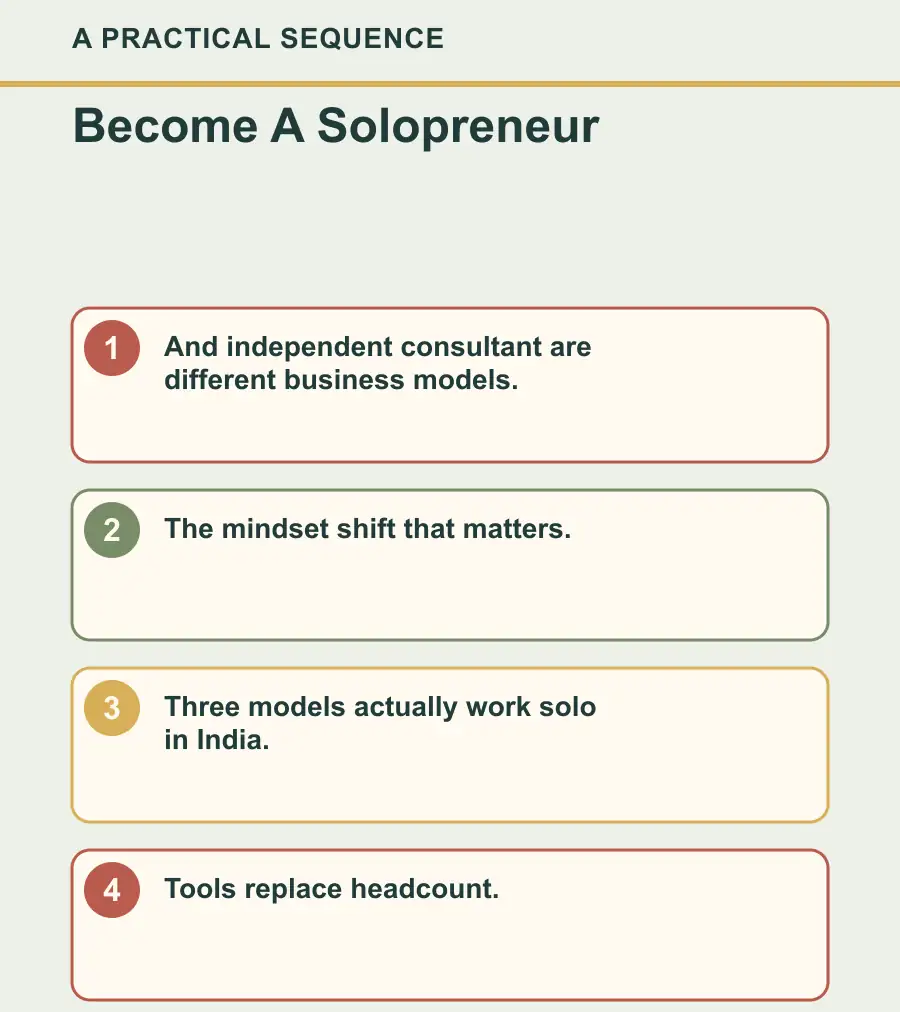 A PRACTICAL SEQUENCE
Become A Solopreneur
1
And independent consultant are
different business models.
2
The mindset shift that matters.
3
Three models actually work solo
in India.
4
Tools replace headcount.